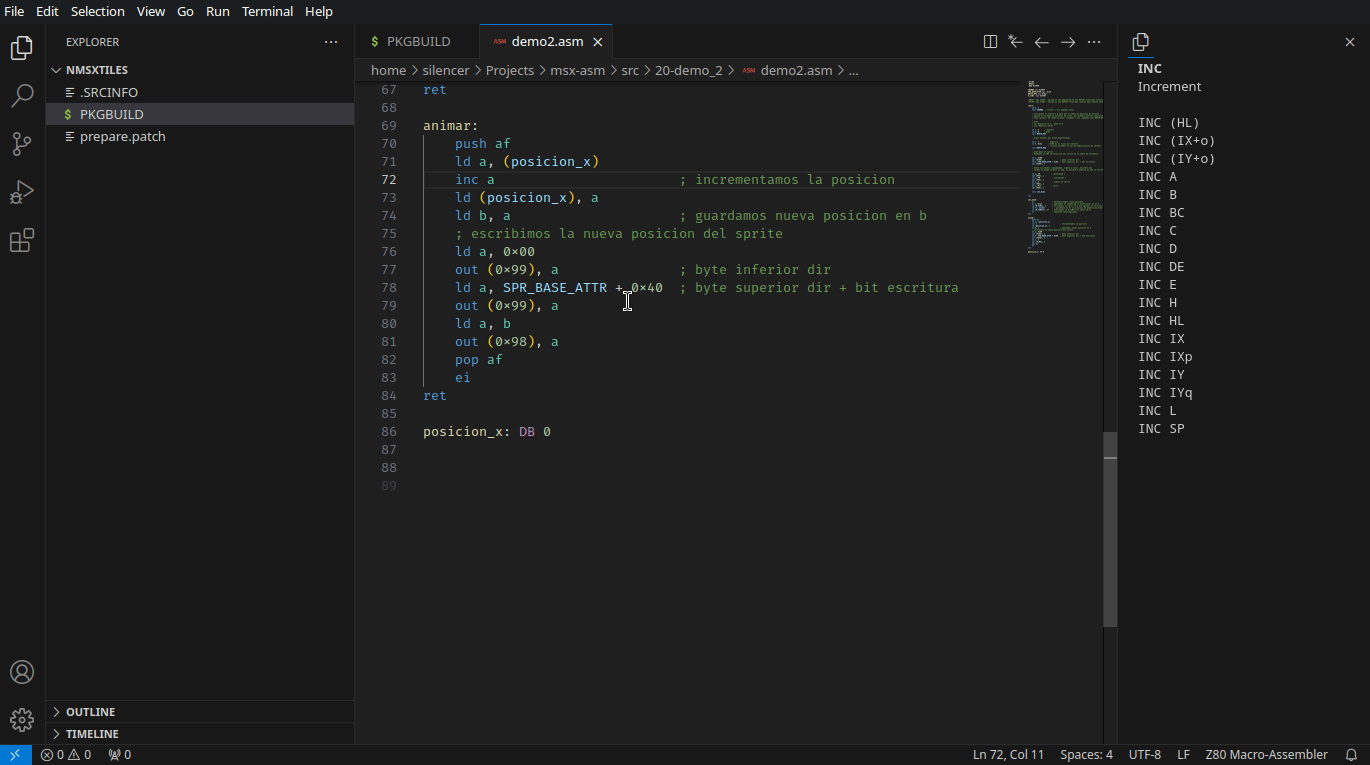 File Edit Selection View Go Run Terminal Help
EXPLORER
NMSXTILES
.SRCINFO
$ PKGBUILD
prepare.patch
OUTLINE
TIMELINE
$ PKGBUILD
ASM demo2.asm
home > silencer > Projects > msx-asm > src > 20-demo_2 > ASM demo2.asm > ...
67 ret
68
69 animar:
70 push af
71 ld a, (posicion_x)
72 inc a ; incrementamos la posicion
73 ld (posicion_x), a
74 ld b, a ; guardamos nueva posicion en b
75 ; escribimos la nueva posicion del sprite
76 ld a, 0×00
77 out (0×99), a ; byte inferior dir
78 ld a, SPR_BASE_ATTR + 0×40 ; byte superior dir + bit escritura
79 out (0×99), a
80 ld a, b
81 out (0×98), a
82 pop af
83 ei
84 ret
85
86 posicion_x: DB 0
87
88
89
INC
Increment
INC (HL)
INC (IX+o)
INC (IY+o)
INC A
INC B
INC BC
INC C
INC D
INC DE
INC E
INC H
INC HL
INC IX
INC IXp
INC IY
INC IYq
INC L
INC SP
0 0 0
Ln 72, Col 11 Spaces: 4 UTF-8 LF Z80 Macro-Assembler